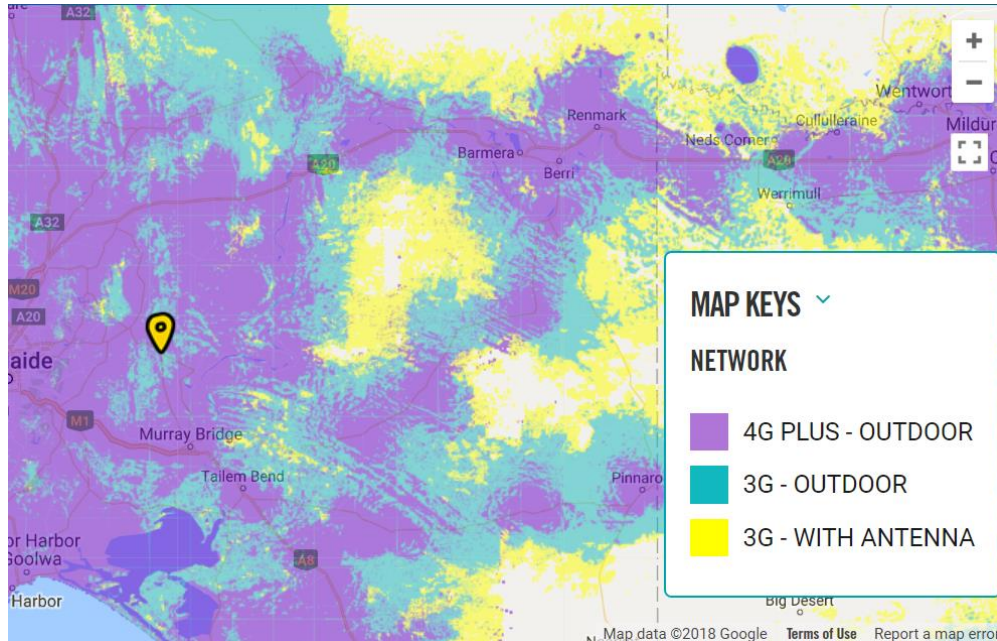 A32
Renmark
Wentwort
Cullulleraine
Mildur
Neds Corner
Barmera
A20
A20
Berri
Werrimull
A32
M20
A20
aide
MAP KEYS
NETWORK
4G PLUS - OUTDOOR
3G - OUTDOOR
3G - WITH ANTENNA
M1
Murray Bridge
Tailem Bend
Pinnaro
or Harbor
Goolwa
A8
Harbor
Big Desert
Map data ©2018 Google
Terms of Use
Report a map error